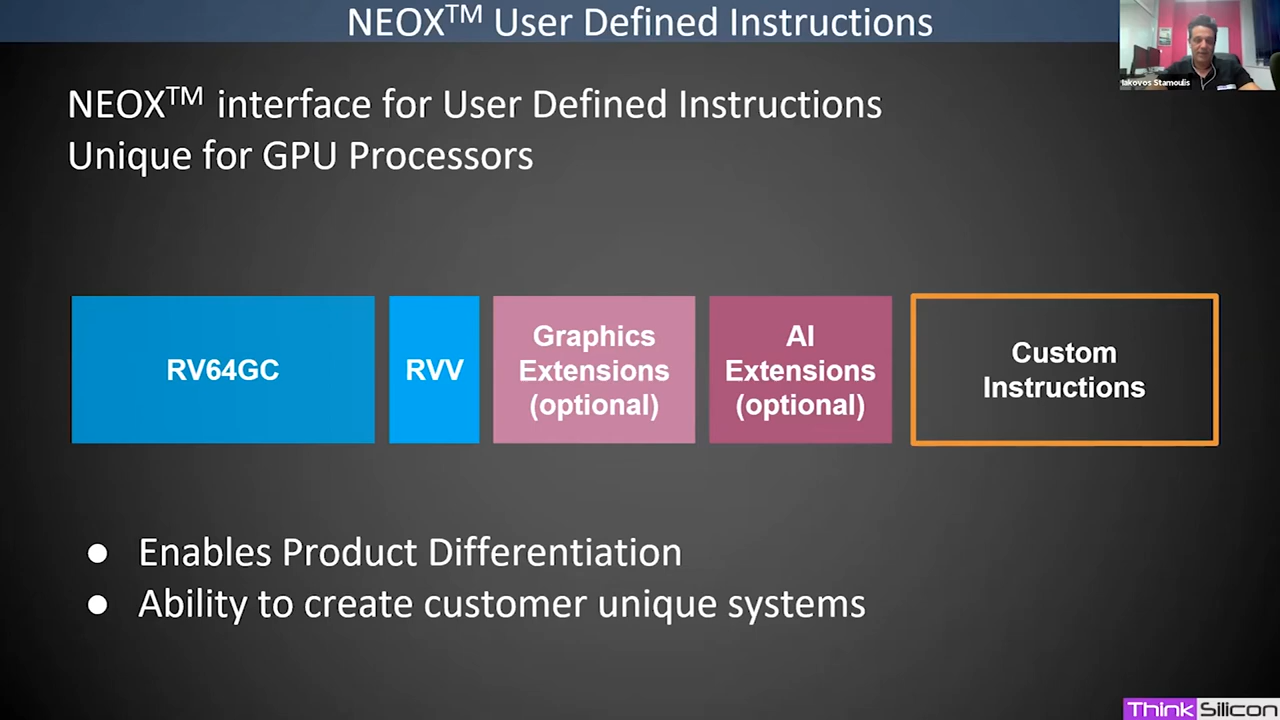 NEOX™ User Defined Instructions
Iakovos Stamoulis
NEOX™ interface for User Defined Instructions
Unique for GPU Processors
RV64GC
RVV
Graphics
Extensions
(optional)
AI
Extensions
(optional)
Custom
Instructions
● Enables Product Differentiation
● Ability to create customer unique systems
Think Silicon